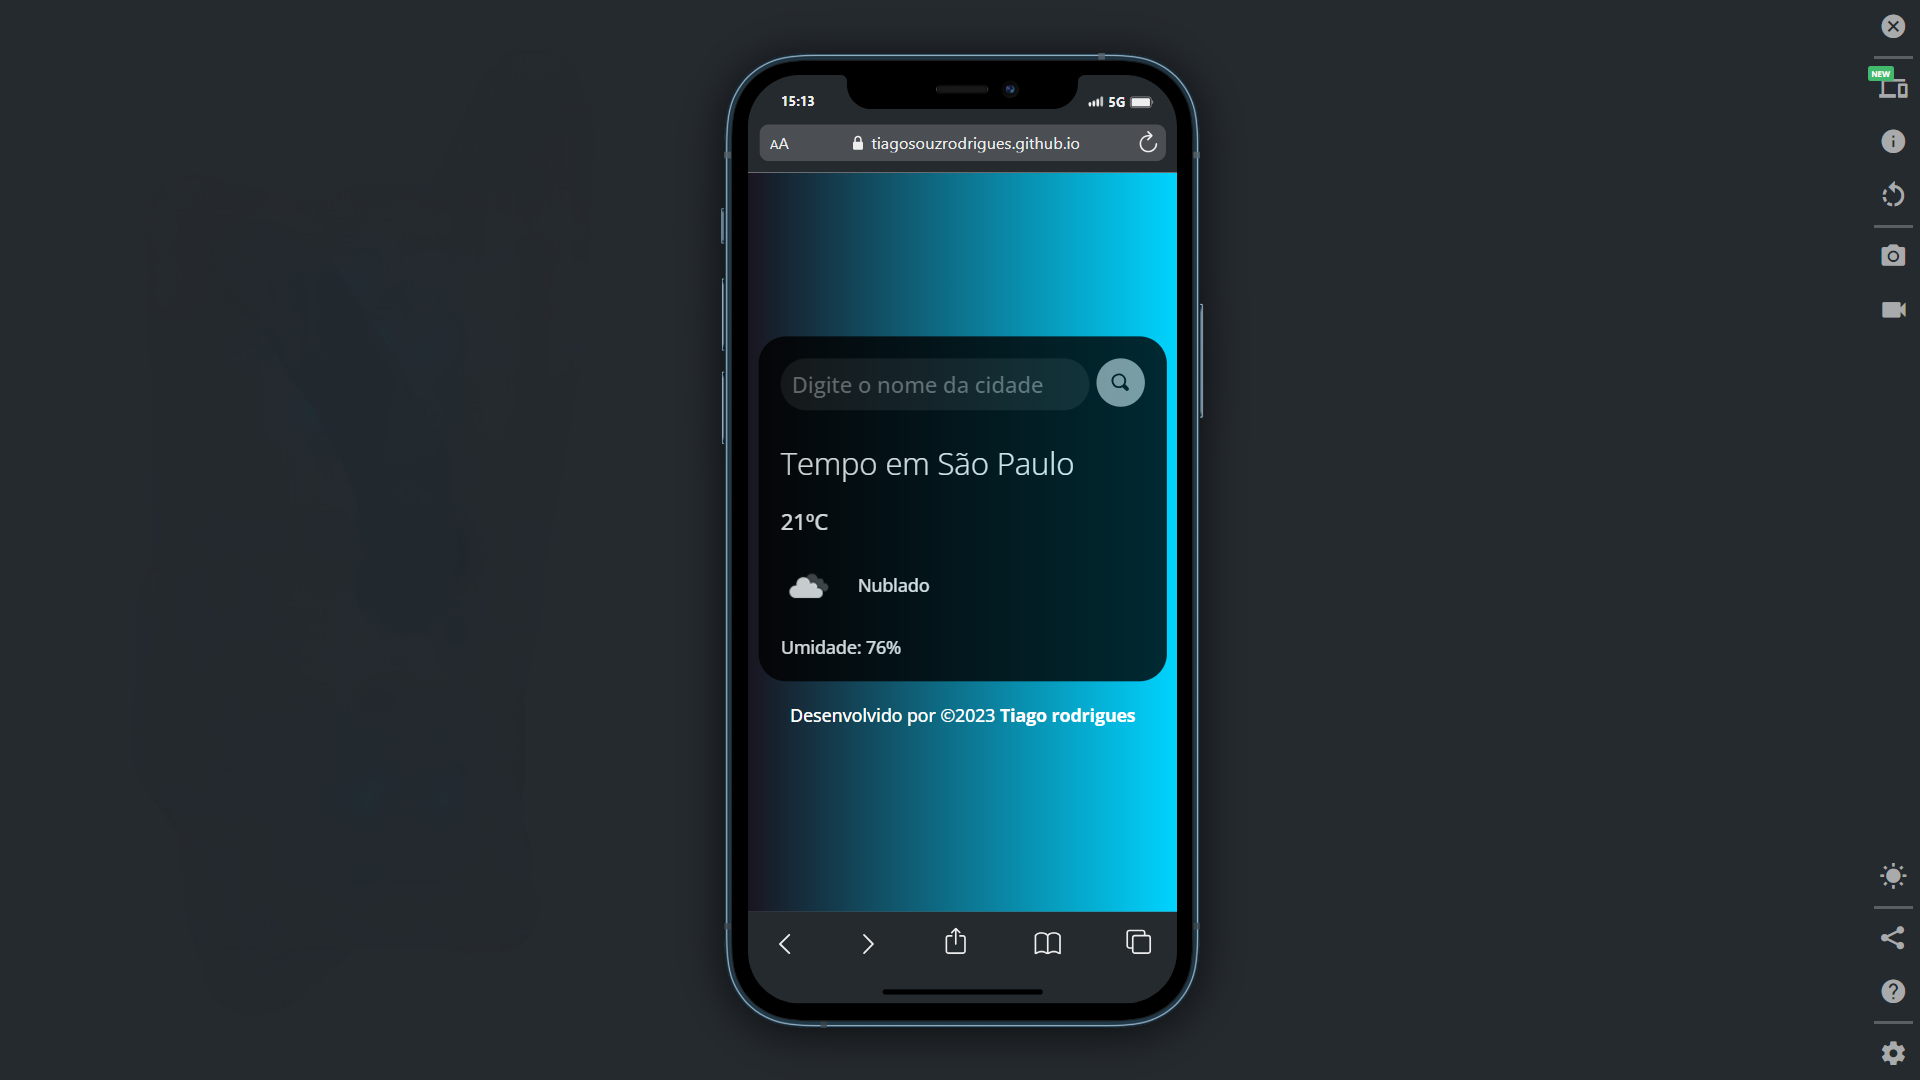 15:13
5G
AA
tiagosouzrodrigues.github.io
NEW
Digite o nome da cidade
Tempo em São Paulo
21ºC
Nublado
Umidade: 76%
Desenvolvido por ©2023 Tiago rodrigues